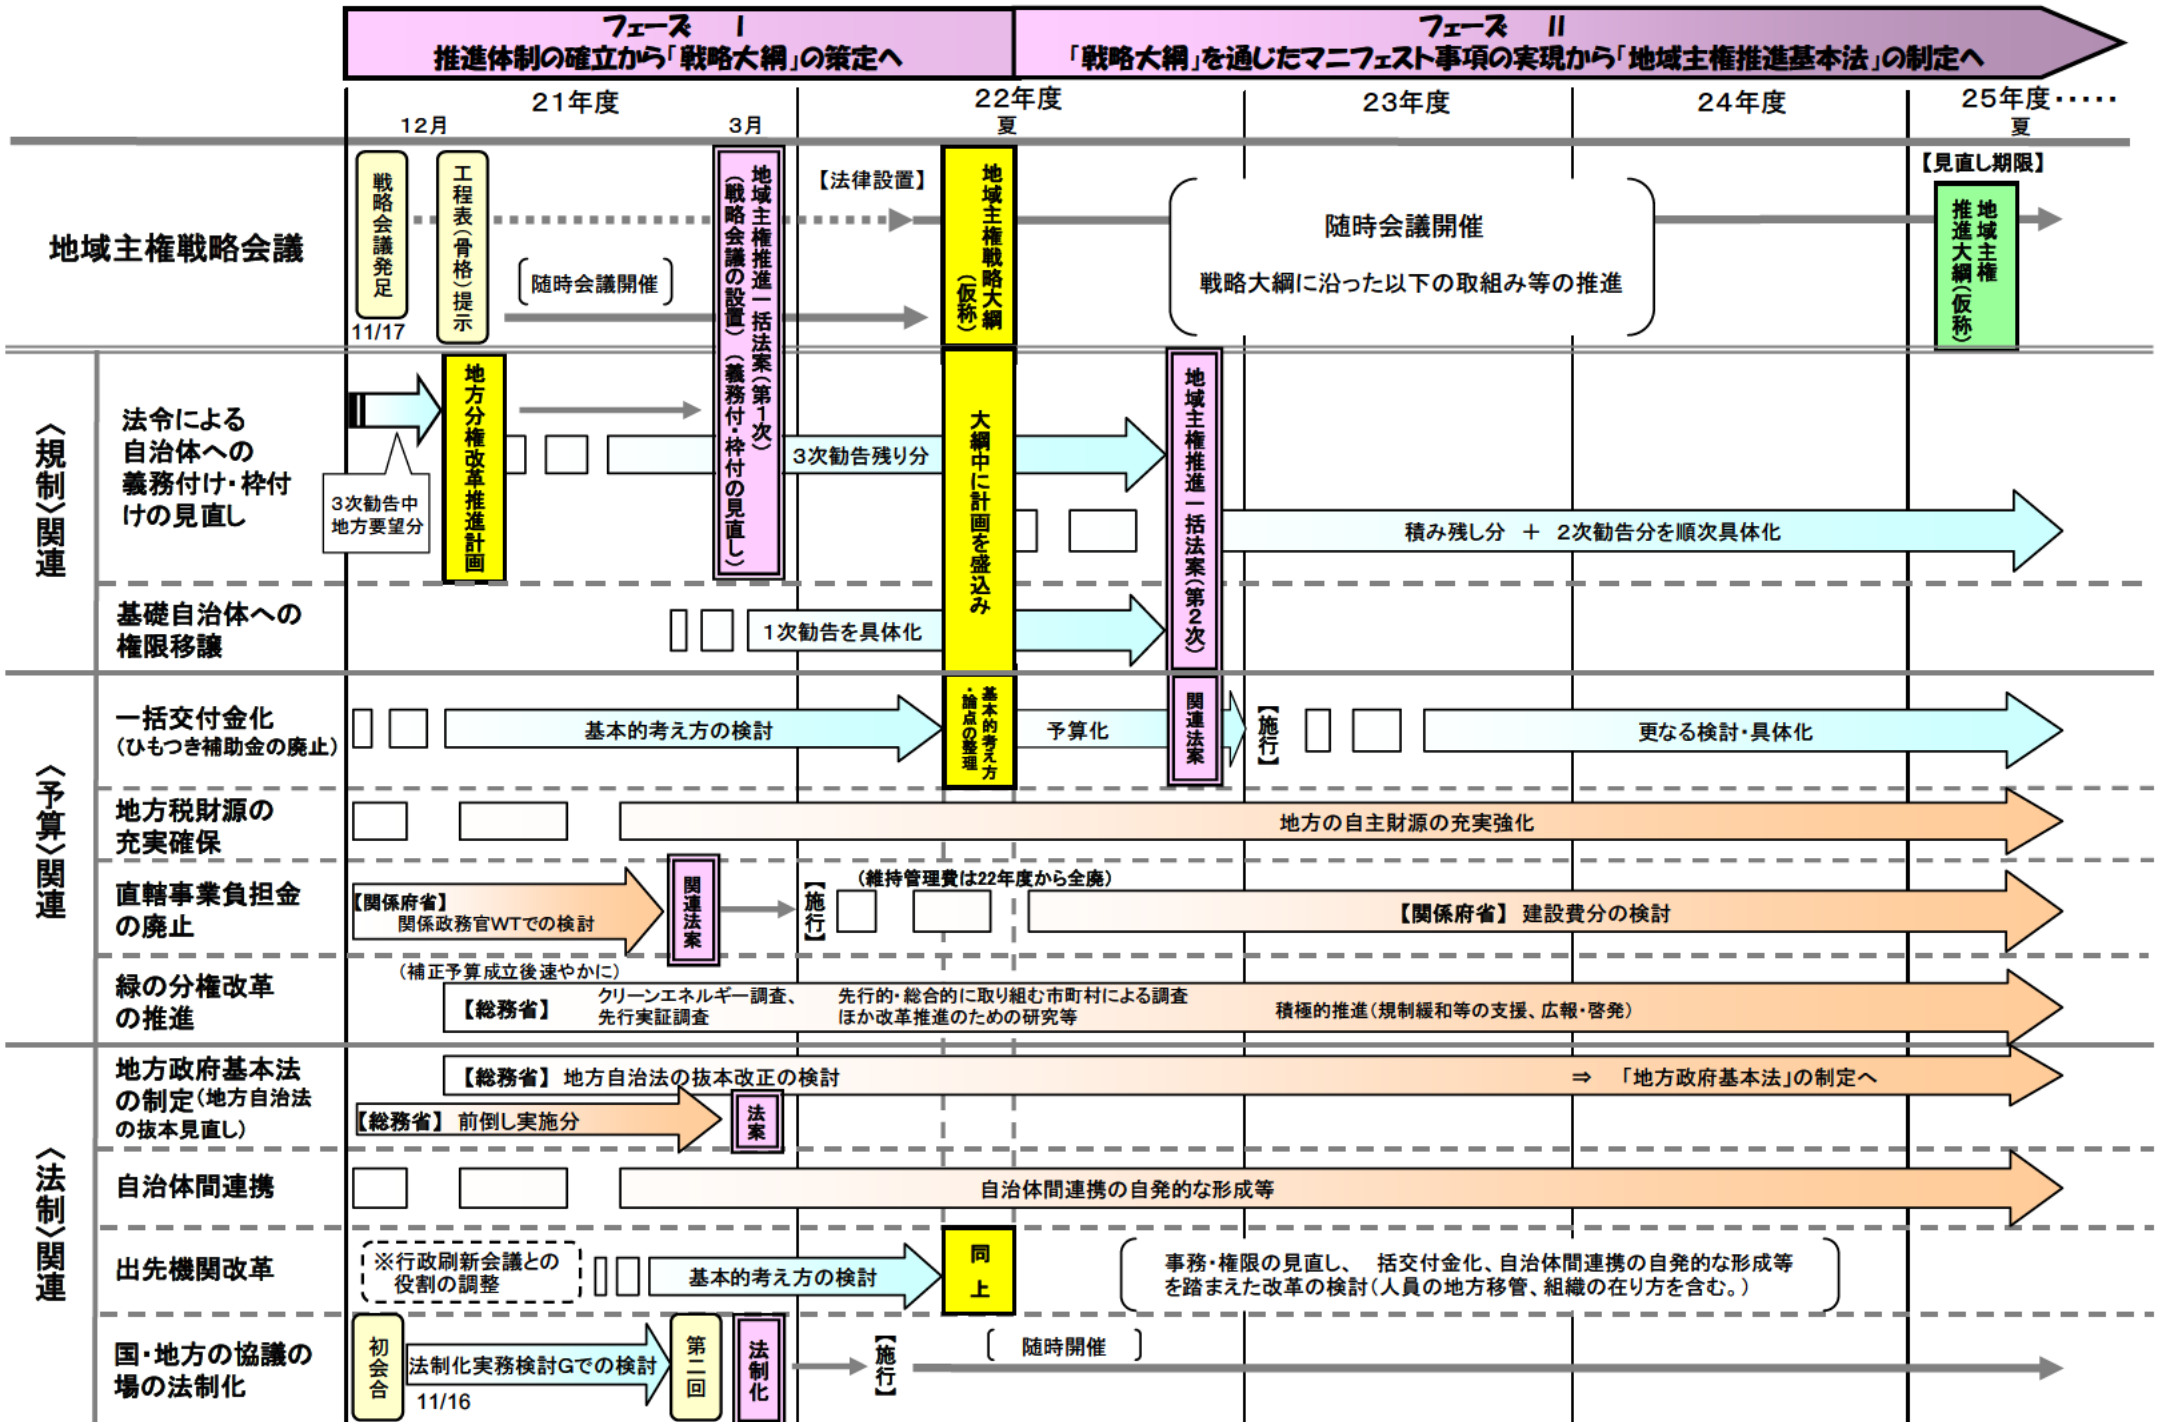 フェーズ Ⅰ
推進体制の確立から「戦略大綱」の策定へ
フェーズ Ⅱ
「戦略大綱」を通じたマニフェスト事項の実現から「地域主権推進基本法」の制定へ
21年度
22年度
23年度
24年度
25年度・・・・・
12月
3月
夏
夏
地域主権戦略会議
戦略会議発足
11/17
工程表(骨格)提示
随時会議開催
地域主権推進一括法案(第1次)
(戦略会議の設置)(義務付・枠付の見直し)
【法律設置】
地域主権戦略大綱
(仮称)
随時会議開催
戦略大綱に沿った以下の取組み等の推進
【見直し期限】
地域主権
推進大綱(仮称)
〈規制〉関連
法令による
自治体への
義務付け・枠付
けの見直し
3次勧告中
地方要望分
地方分権改革推進計画
3次勧告残り分
大綱中に計画を盛込み
地域主権推進一括法案(第2次)
積み残し分 + 2次勧告分を順次具体化
基礎自治体への
権限移譲
1次勧告を具体化
〈予算〉関連
一括交付金化
(ひもつき補助金の廃止)
基本的考え方の検討
基本的考え方
・論点の整理
予算化
関連法案
【施行】
更なる検討・具体化
地方税財源の
充実確保
地方の自主財源の充実強化
直轄事業負担金
の廃止
【関係府省】
関係政務官WTでの検討
関連法案
【施行】
(維持管理費は22年度から全廃)
【関係府省】建設費分の検討
緑の分権改革
の推進
(補正予算成立後速やかに)
【総務省】
クリーンエネルギー調査、
先行実証調査
先行的・総合的に取り組む市町村による調査
ほか改革推進のための研究等
積極的推進(規制緩和等の支援、広報・啓発)
〈法制〉関連
地方政府基本法
の制定(地方自治法
の抜本見直し)
【総務省】地方自治法の抜本改正の検討
⇒ 「地方政府基本法」の制定へ
【総務省】前倒し実施分
法案
自治体間連携
自治体間連携の自発的な形成等
出先機関改革
※行政刷新会議との
役割の調整
基本的考え方の検討
同上
事務・権限の見直し、 括交付金化、自治体間連携の自発的な形成等
を踏まえた改革の検討(人員の地方移管、組織の在り方を含む。)
国・地方の協議の
場の法制化
初会合
法制化実務検討Gでの検討
11/16
第二回
法制化
【施行】
随時開催